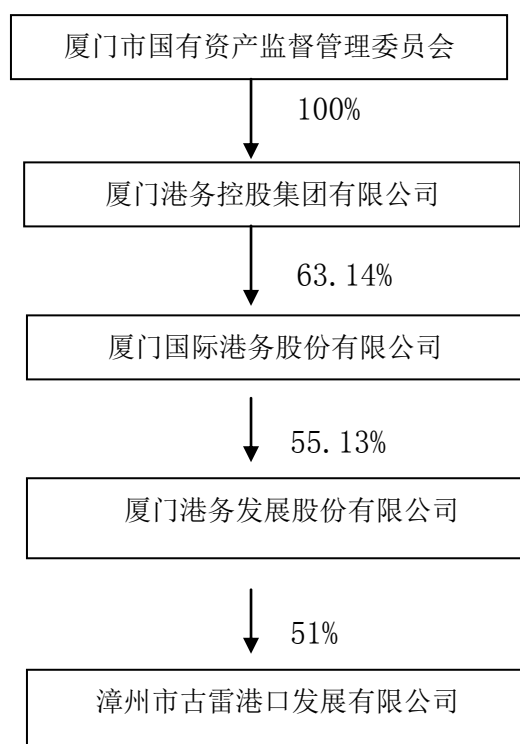 厦门市国有资产监督管理委员会
100%
厦门港务控股集团有限公司
63.14%
厦门国际港务股份有限公司
55.13%
厦门港务发展股份有限公司
51%
漳州市古雷港口发展有限公司